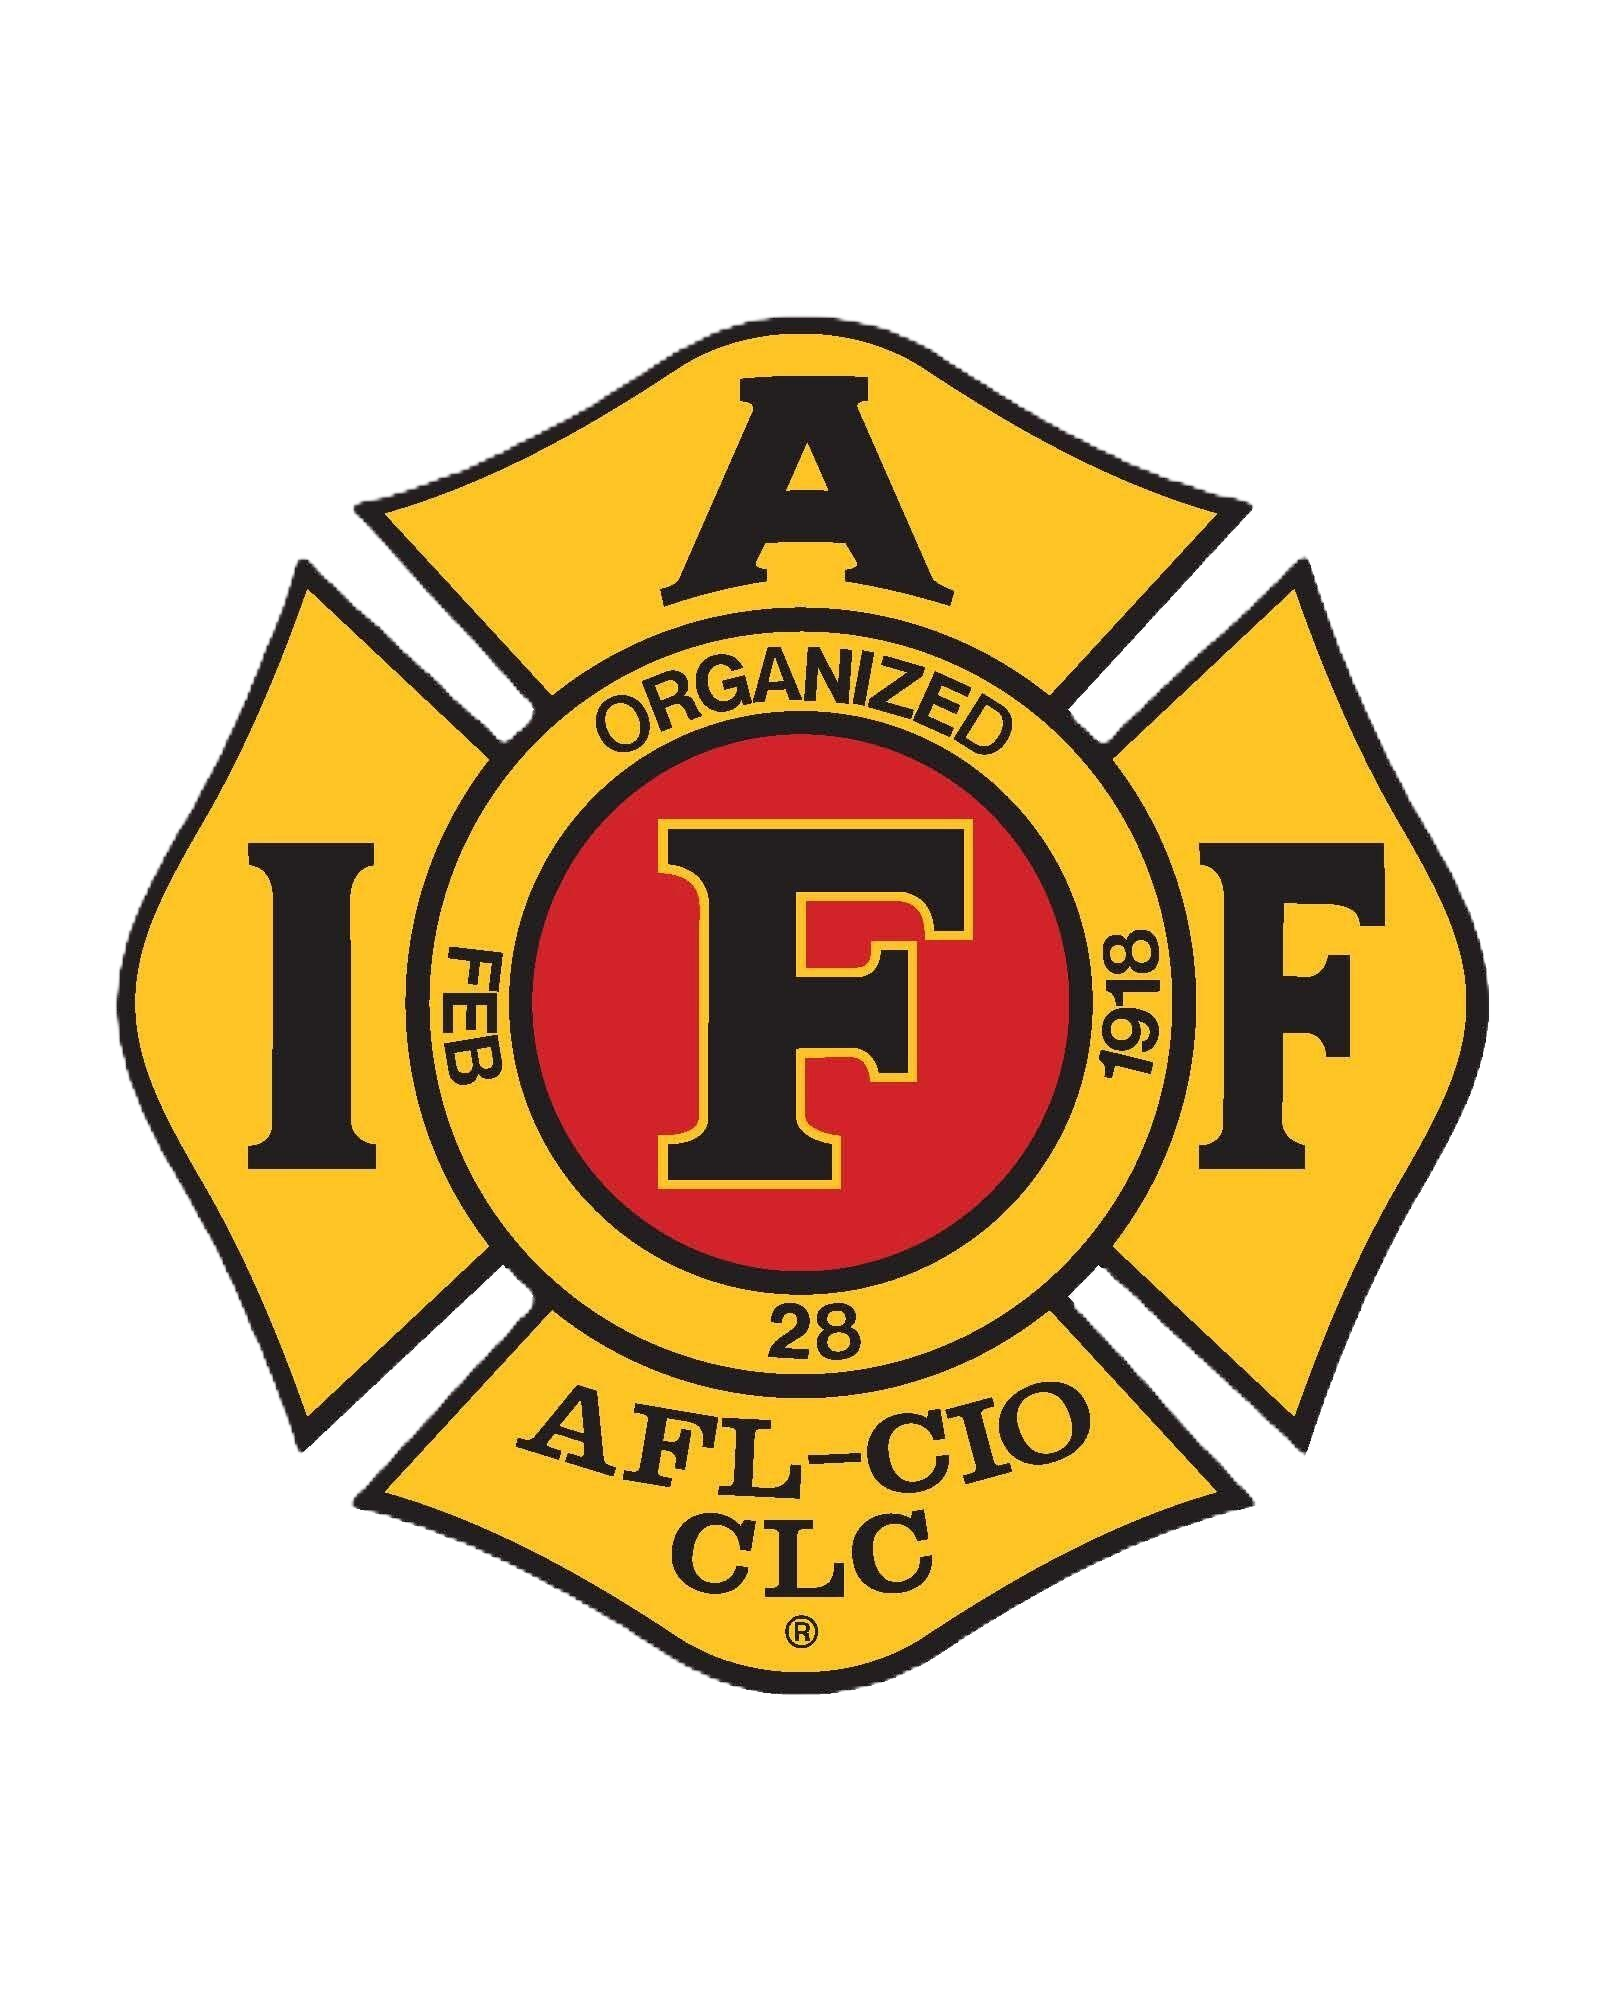 A
ORGANIZED
I
FEB
F
1918
F
28
AFL-CIO
CLC
®